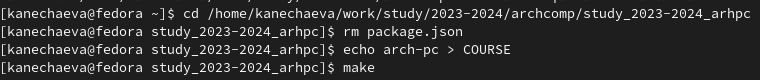 [kanechaeva@fedora ~]$ cd /home/kanechaeva/work/study/2023-2024/archcomp/study_2023-2024_arhpc
[kanechaeva@fedora study_2023-2024_arhpc]$ rm package.json
[kanechaeva@fedora study_2023-2024_arhpc]$ echo arch-pc > COURSE
[kanechaeva@fedora study_2023-2024_arhpc]$ make